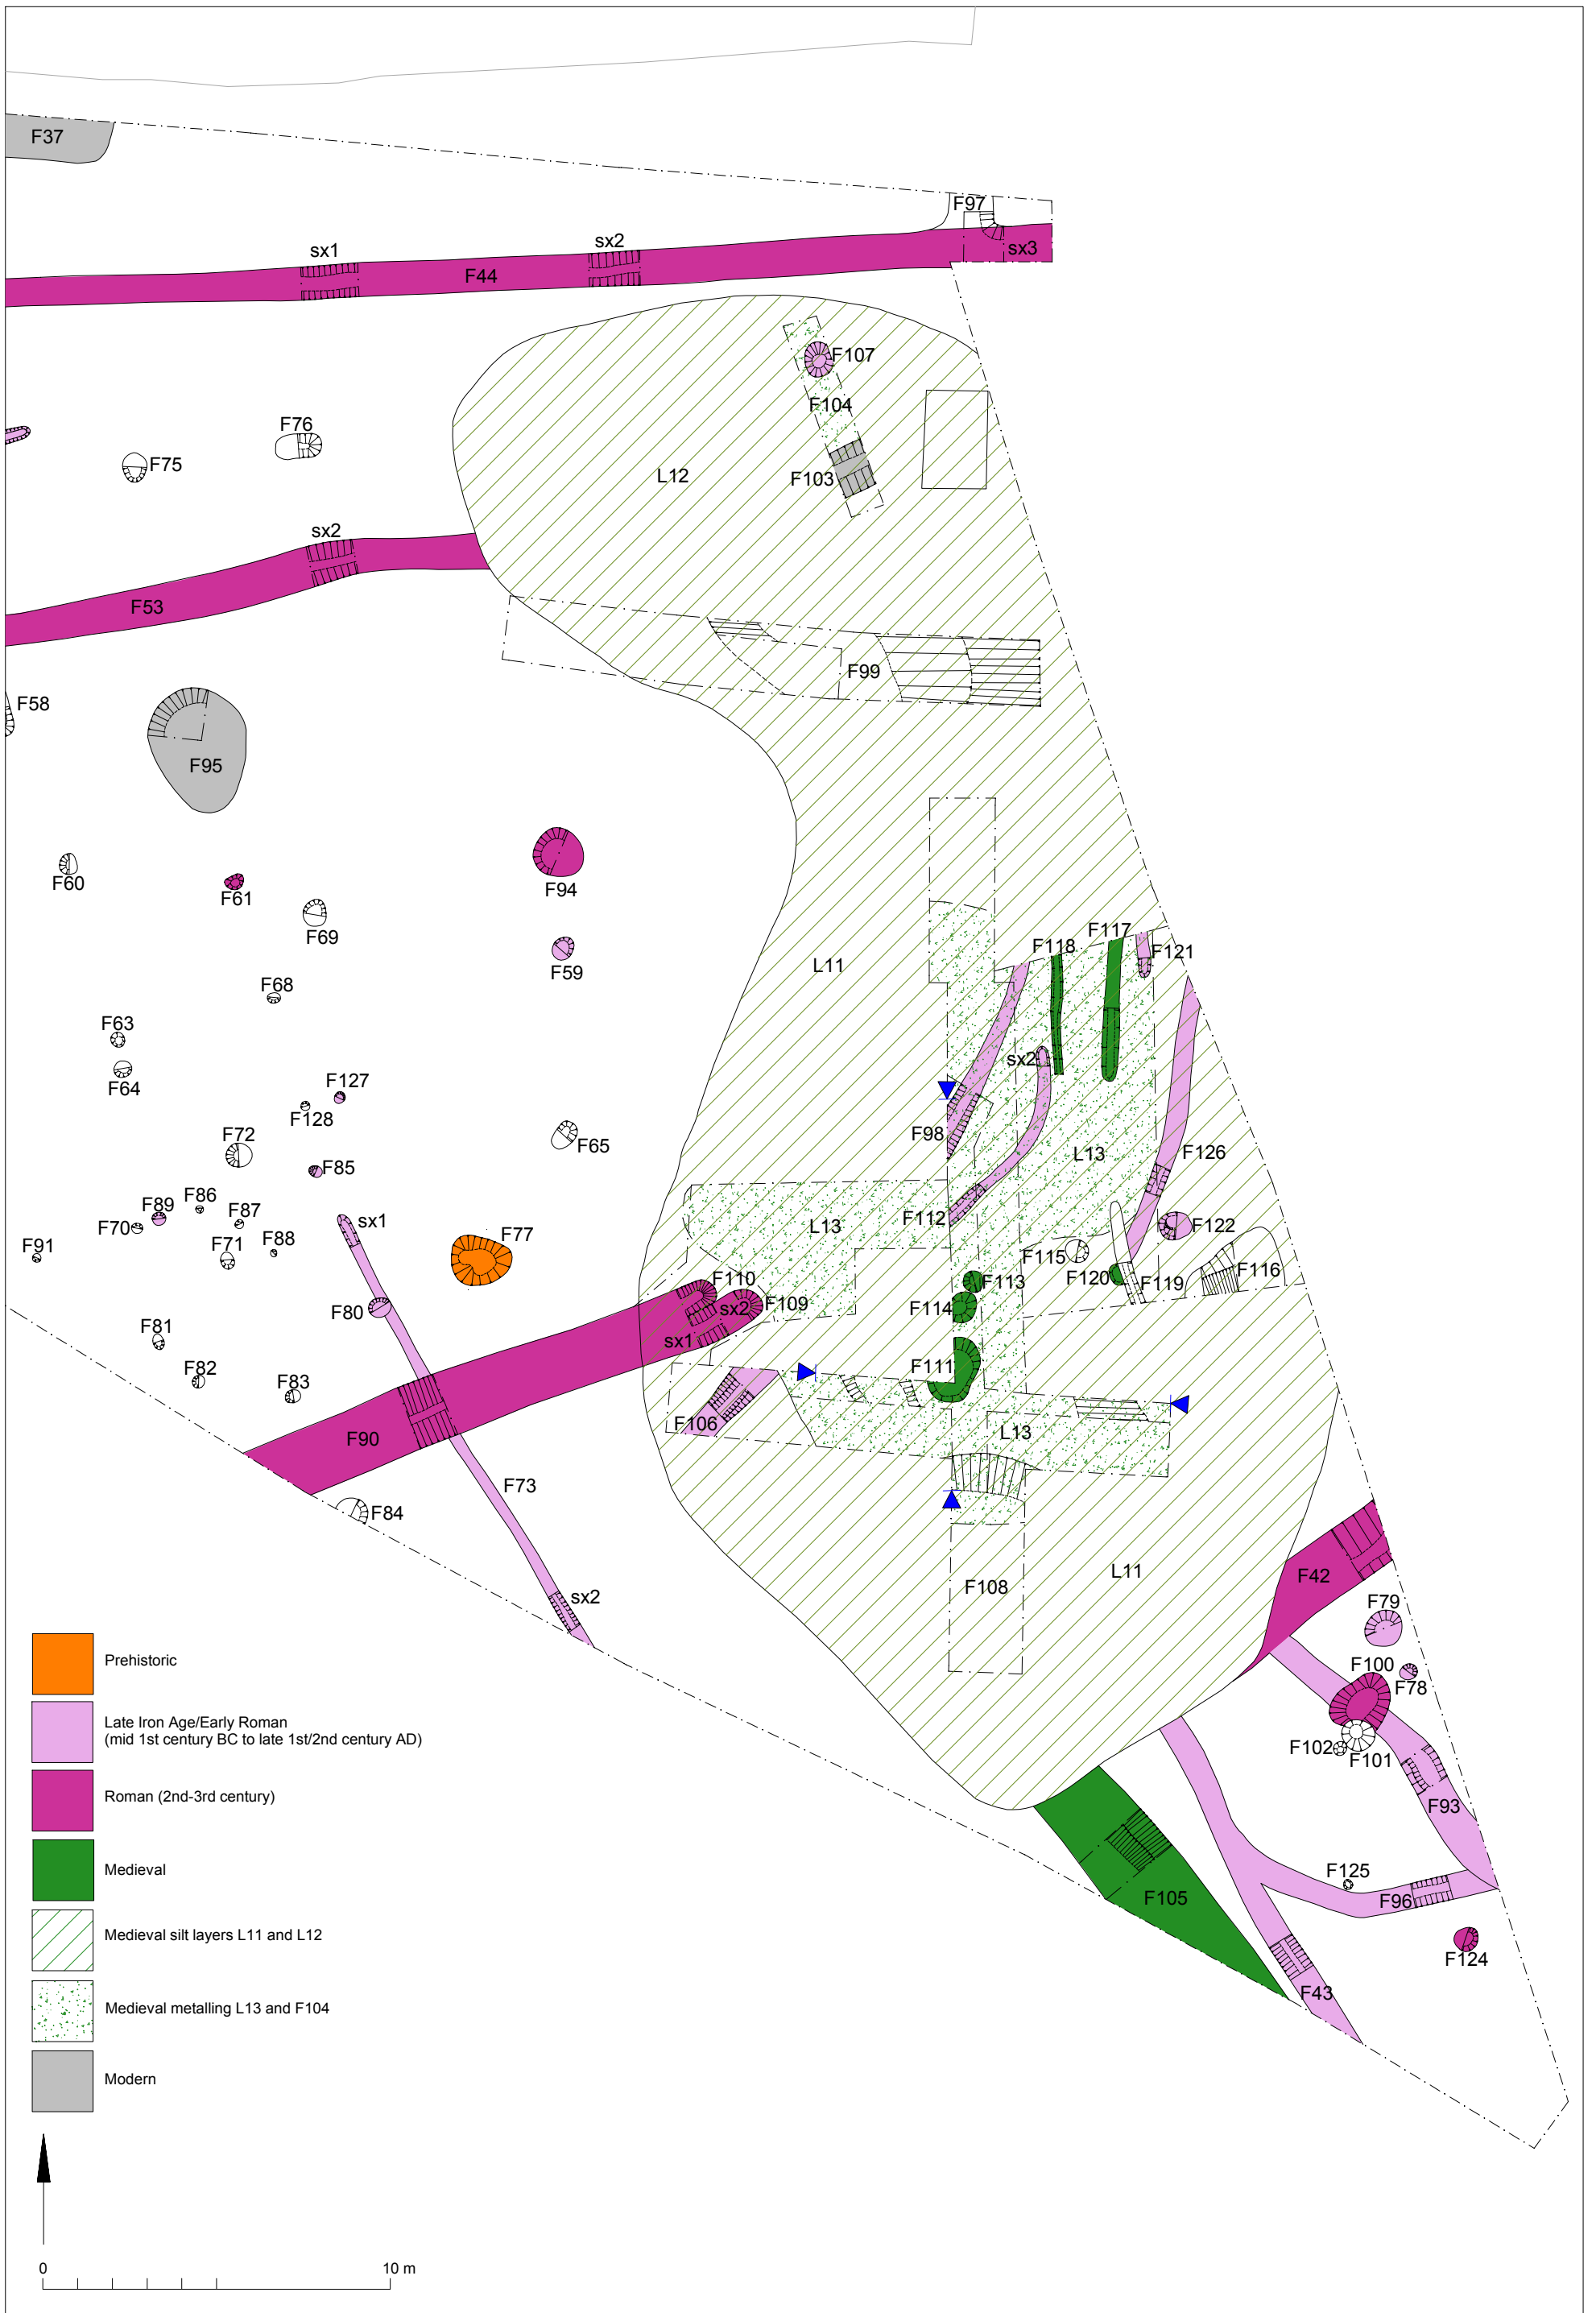 F37
F97
sx1
sx2
sx3
F44
F107
F104
F76
F75
L12
F103
sx2
F53
F99
F58
F95
F60
F61
F94
F69
F59
L11
F118
F117
F121
F68
F63
F64
F127
F128
sx2
F72
F65
F98
L13
F126
F85
F89
F86
F87
F70
F91
F71
F88
sx1
F77
L13
F112
F122
F115
F120
F119
F116
F110
F113
F109
sx2
F114
F80
F81
sx1
F111
F82
F83
F106
F90
L13
F73
F84
L11
F108
F42
sx2
F79
F100
F78
F102
F101
F93
F125
F96
F105
F124
F43
Prehistoric
Late Iron Age/Early Roman
(mid 1st century BC to late 1st/2nd century AD)
Roman (2nd-3rd century)
Medieval
Medieval silt layers L11 and L12
Medieval metalling L13 and F104
Modern
0
10 m